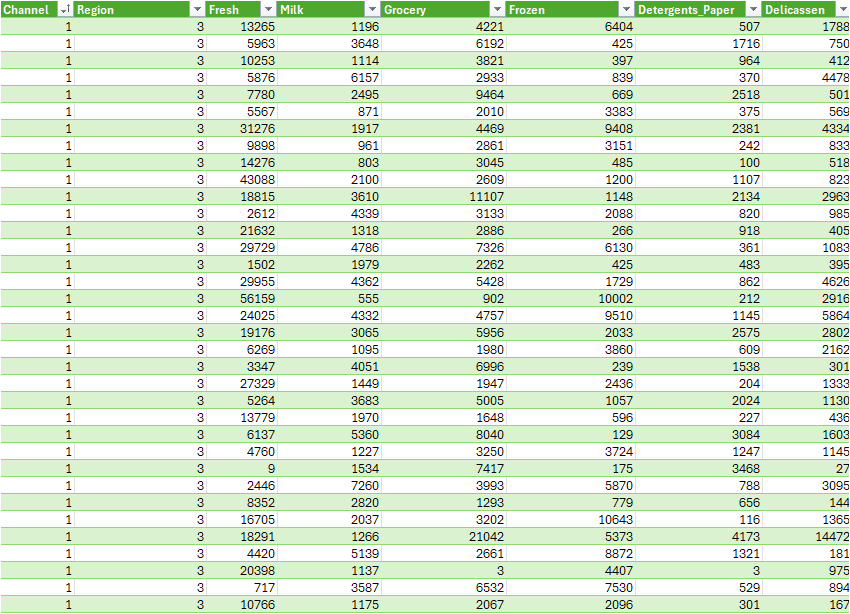 Channel Region Fresh Milk Grocery Frozen Detergents_Paper Delicassen
1 3 13265 1196 4221 6404 507 1788
1 3 5963 3648 6192 425 1716 750
1 3 10253 1114 3821 397 964 412
1 3 5876 6157 2933 839 370 4478
1 3 7780 2495 9464 669 2518 501
1 3 5567 871 2010 3383 375 569
1 3 31276 1917 4469 9408 2381 4334
1 3 9898 961 2861 3151 242 833
1 3 14276 803 3045 485 100 518
1 3 43088 2100 2609 1200 1107 823
1 3 18815 3610 11107 1148 2134 2963
1 3 2612 4339 3133 2088 820 985
1 3 21632 1318 2886 266 918 405
1 3 29729 4786 7326 6130 361 1083
1 3 1502 1979 2262 425 483 395
1 3 29955 4362 5428 1729 862 4626
1 3 56159 555 902 10002 212 2916
1 3 24025 4332 4757 9510 1145 5864
1 3 19176 3065 5956 2033 2575 2802
1 3 6269 1095 1980 3860 609 2162
1 3 3347 4051 6996 239 1538 301
1 3 27329 1449 1947 2436 204 1333
1 3 5264 3683 5005 1057 2024 1130
1 3 13779 1970 1648 596 227 436
1 3 6137 5360 8040 129 3084 1603
1 3 4760 1227 3250 3724 1247 1145
1 3 9 1534 7417 175 3468 27
1 3 2446 7260 3993 5870 788 3095
1 3 8352 2820 1293 779 656 144
1 3 16705 2037 3202 10643 116 1365
1 3 18291 1266 21042 5373 4173 14472
1 3 4420 5139 2661 8872 1321 181
1 3 20398 1137 3 4407 3 975
1 3 717 3587 6532 7530 529 894
1 3 10766 1175 2067 2096 301 167